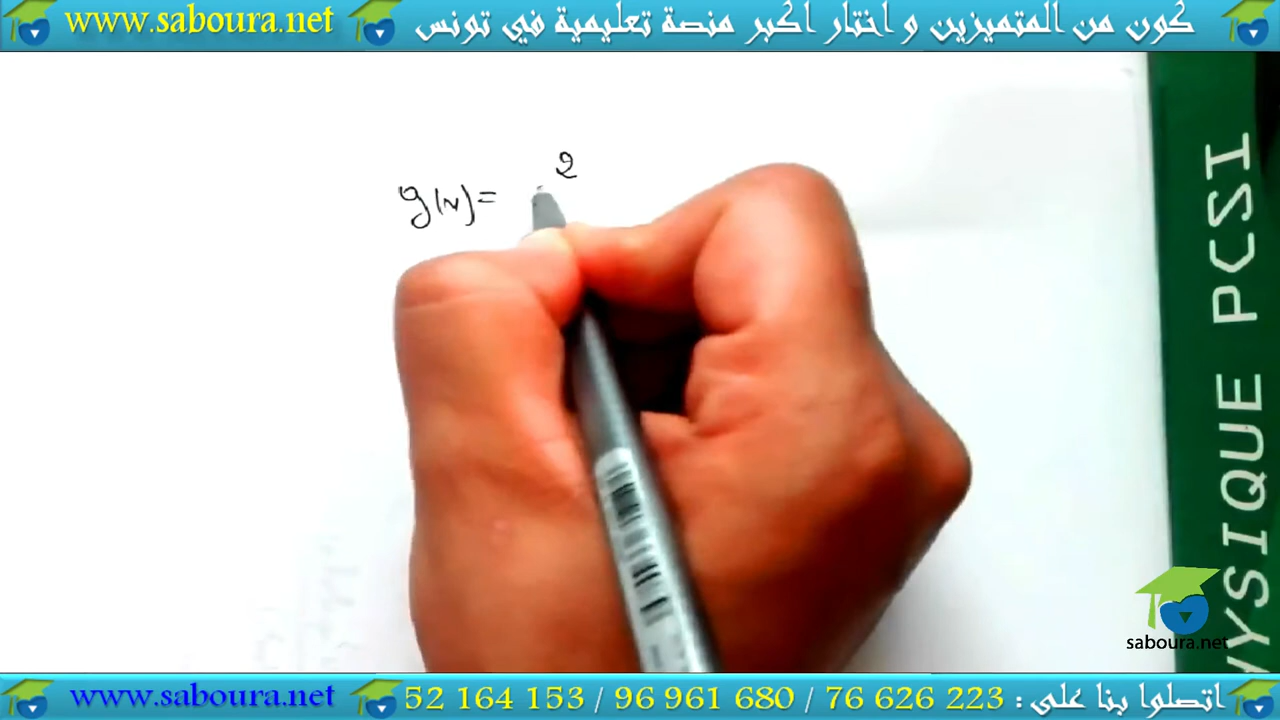 www.saboura.net كون من المتميزين و اختار اكبر منصة تعليمية في تونس
g(x)= 2
PHYSIQUE PCSI
saboura.net
www.saboura.net 52 164 153 / 96 961 680 / 76 626 223 : اتصلوا بنا على